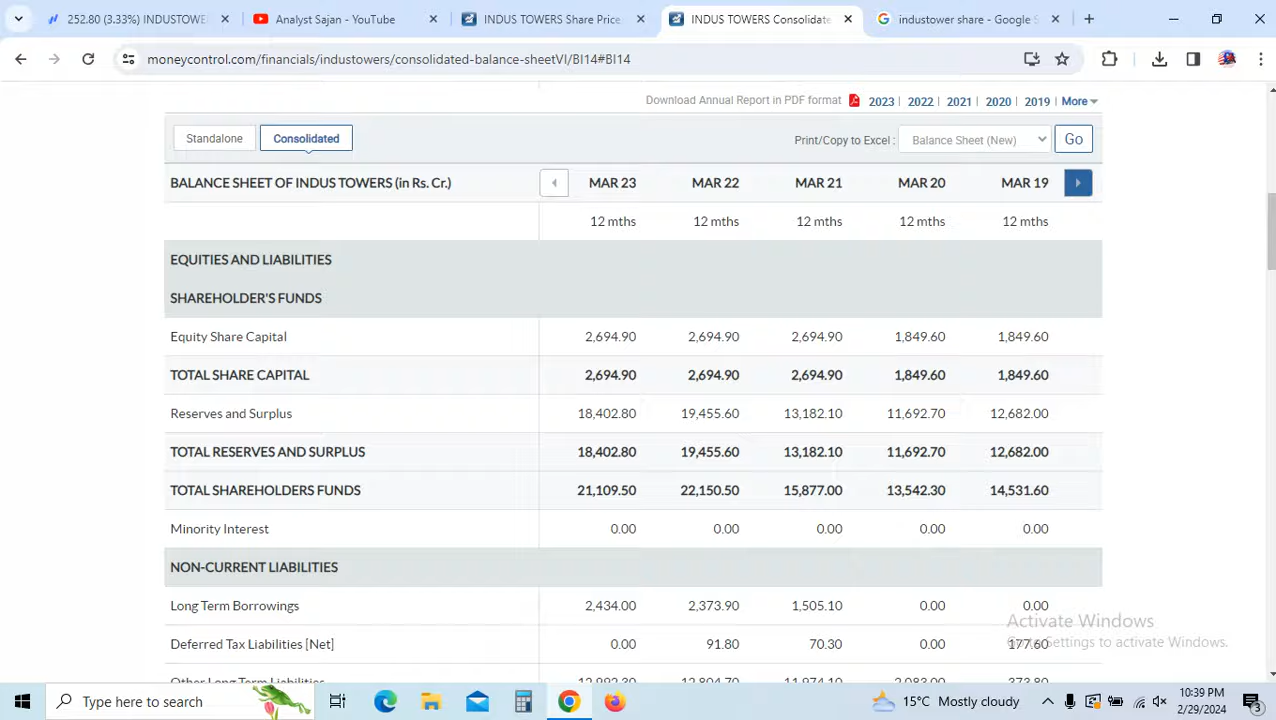 252.80 (3.33%) INDUSTOWE
Analyst Sajan - YouTube
INDUS TOWERS Share Price
INDUS TOWERS Consolidate
industower share - Google S
moneycontrol.com/financials/industowers/consolidated-balance-sheetVI/BI14#BI14
Download Annual Report in PDF format 2023 | 2022 | 2021 | 2020 | 2019 | More
Standalone Consolidated Print/Copy to Excel : Balance Sheet (New) Go
BALANCE SHEET OF INDUS TOWERS (in Rs. Cr.) MAR 23 MAR 22 MAR 21 MAR 20 MAR 19
12 mths 12 mths 12 mths 12 mths 12 mths
EQUITIES AND LIABILITIES
SHAREHOLDER'S FUNDS
Equity Share Capital 2,694.90 2,694.90 2,694.90 1,849.60 1,849.60
TOTAL SHARE CAPITAL 2,694.90 2,694.90 2,694.90 1,849.60 1,849.60
Reserves and Surplus 18,402.80 19,455.60 13,182.10 11,692.70 12,682.00
TOTAL RESERVES AND SURPLUS 18,402.80 19,455.60 13,182.10 11,692.70 12,682.00
TOTAL SHAREHOLDERS FUNDS 21,109.50 22,150.50 15,877.00 13,542.30 14,531.60
Minority Interest 0.00 0.00 0.00 0.00 0.00
NON-CURRENT LIABILITIES
Long Term Borrowings 2,434.00 2,373.90 1,505.10 0.00 0.00
Activate Windows
Deferred Tax Liabilities [Net] 0.00 91.80 70.30 0.00 177.60
Go to Settings to activate Windows.
Other Long Term Liabilities
Type here to search
15°C Mostly cloudy
10:39 PM
2/29/2024
3